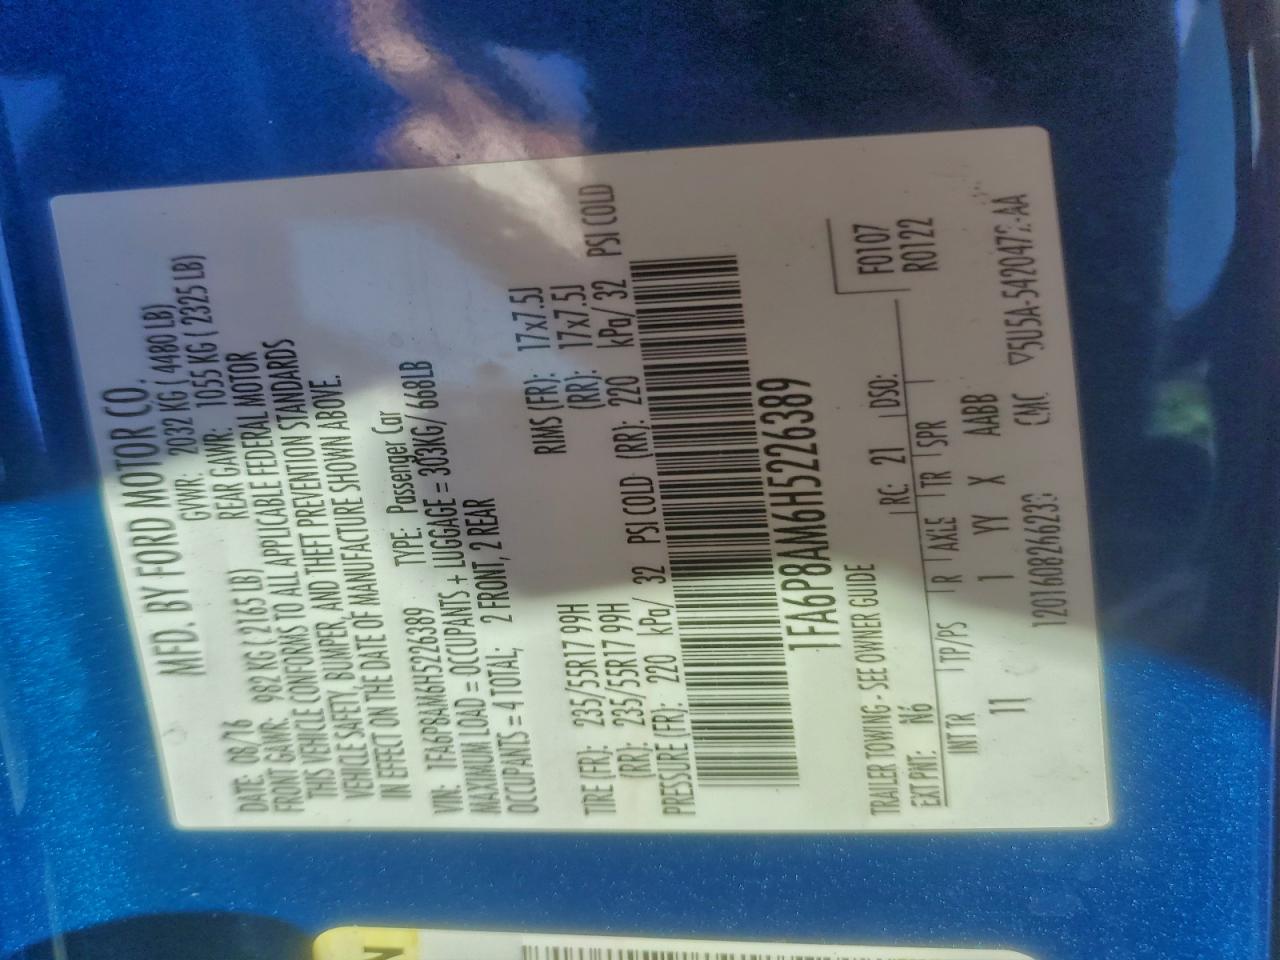 MFD. BY FORD MOTOR CO.
DATE: 08/16 GVWR: 2032 KG ( 4480 LB)
FRONT GAWR: 982 KG ( 2165 LB) REAR GAWR: 1055 KG ( 2325 LB)
THIS VEHICLE CONFORMS TO ALL APPLICABLE FEDERAL MOTOR
VEHICLE SAFETY, BUMPER, AND THEFT PREVENTION STANDARDS
IN EFFECT ON THE DATE OF MANUFACTURE SHOWN ABOVE.
VIN: 1FA6P8AM6H5226389 TYPE: Passenger Car
MAXIMUM LOAD = OCCUPANTS + LUGGAGE = 303KG/ 668LB
OCCUPANTS = 4 TOTAL; 2 FRONT, 2 REAR
TIRE (FR): 235/55R17 99H RIMS (FR): 17x7.5J
(RR): 235/55R17 99H (RR): 17x7.5J
PRESSURE (FR): 220 kPa/ 32 PSI COLD (RR): 220 kPa/ 32 PSI COLD
1FA6P8AM6H5226389
F0107
R0122
TRAILER TOWING - SEE OWNER GUIDE
EXT PNT: N6 RC: 21 DSO:
INT TR TP/PS R AXLE TR SPR
11 1 YY X AABB
CMC
N